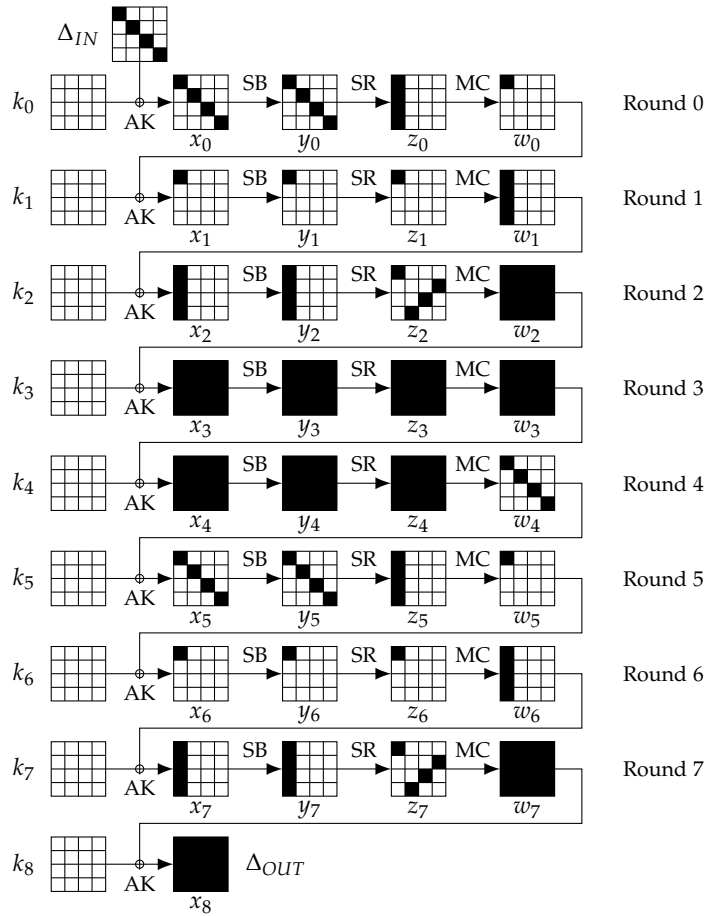 Δ_IN
k_0 AK SB SR MC Round 0
x_0 y_0 z_0 w_0
k_1 AK SB SR MC Round 1
x_1 y_1 z_1 w_1
k_2 AK SB SR MC Round 2
x_2 y_2 z_2 w_2
k_3 AK SB SR MC Round 3
x_3 y_3 z_3 w_3
k_4 AK SB SR MC Round 4
x_4 y_4 z_4 w_4
k_5 AK SB SR MC Round 5
x_5 y_5 z_5 w_5
k_6 AK SB SR MC Round 6
x_6 y_6 z_6 w_6
k_7 AK SB SR MC Round 7
x_7 y_7 z_7 w_7
k_8 AK Δ_OUT
x_8